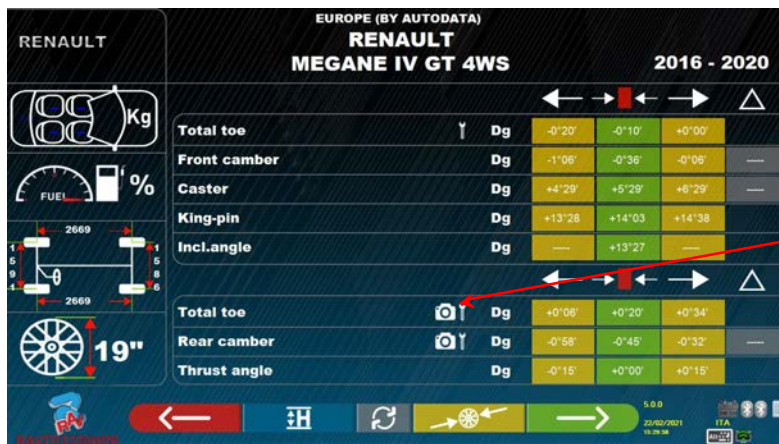 EUROPE (BY AUTODATA)
RENAULT
RENAULT
MEGANE IV GT 4WS
2016 - 2020
Kg
Total toe Dg -0°20' -0°10' +0°00'
Front camber Dg -1°06' -0°36' -0°06' ----
Caster Dg +4°29' +5°29' +6°29' ----
King-pin Dg +13°28 +14°03 +14°38
Incl.angle Dg ---- +13°27 ----
FUEL %
2669
1591
1586
2669
Total toe Dg +0°06' +0°20' +0°34'
Rear camber Dg -0°58' -0°45' -0°32' ----
Thrust angle Dg -0°15' +0°00' +0°15'
19"
H
5.0.0
22/02/2021
ITA